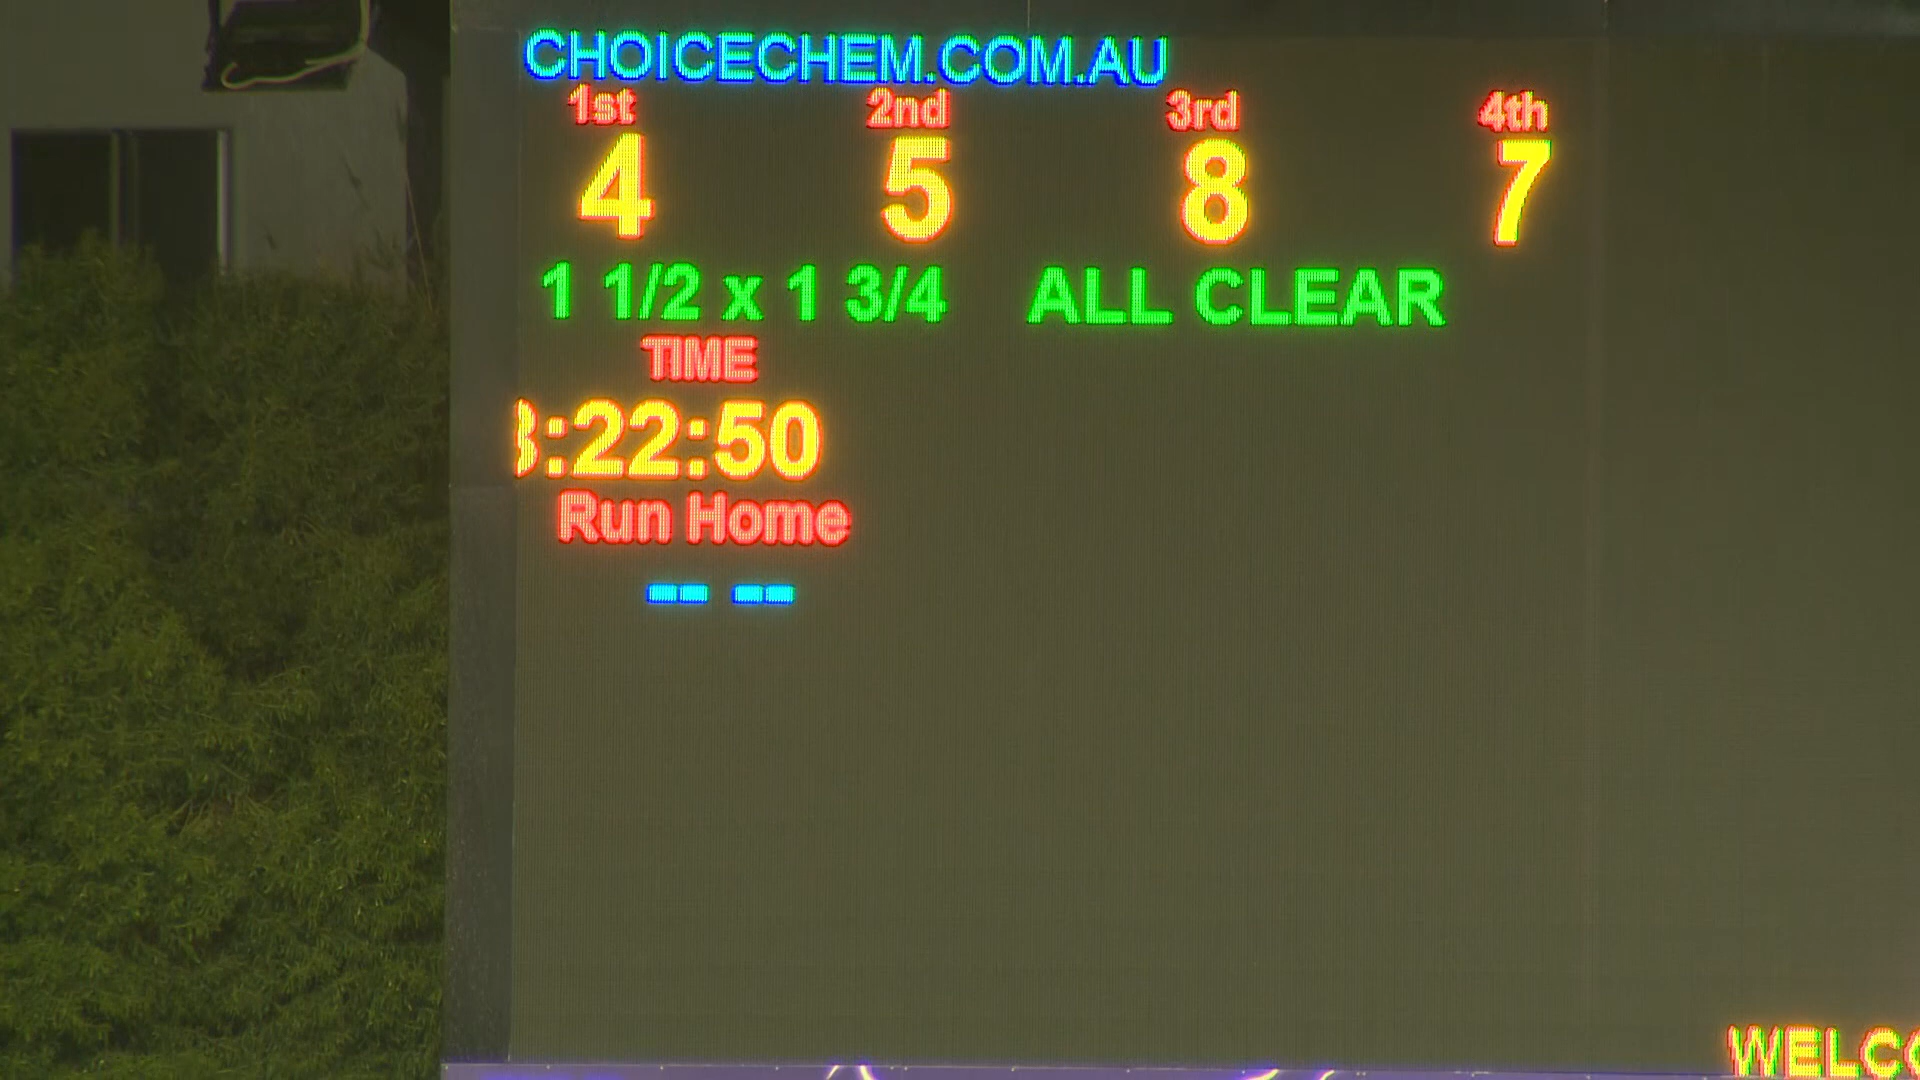 CHOICECHEM.COM.AU
1st 2nd 3rd 4th
4 5 8 7
1 1/2 x 1 3/4 ALL CLEAR
TIME
:22:50
Run Home
-- --
WELCO